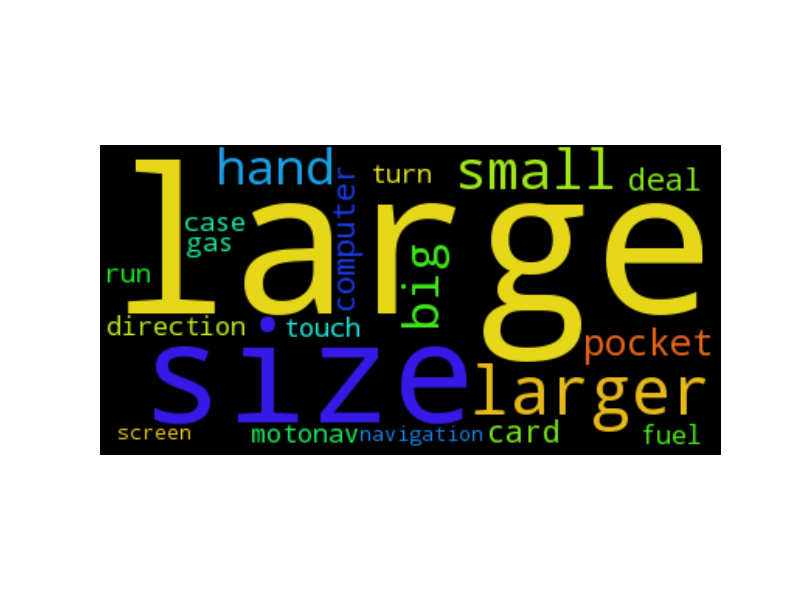 hand
turn
small
deal
large
case
computer
gas
big
run
direction
touch
pocket
size
larger
screen
motonav
navigation
card
fuel